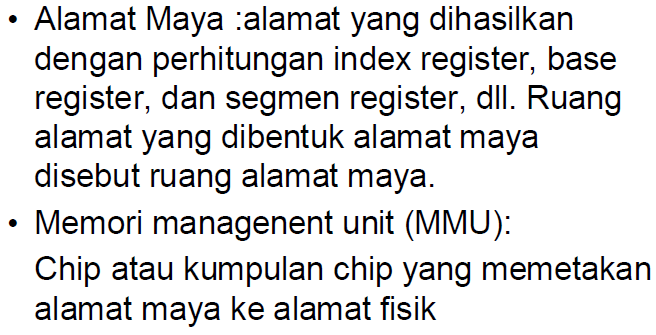 • Alamat Maya :alamat yang dihasilkan
dengan perhitungan index register, base
register, dan segmen register, dll. Ruang
alamat yang dibentuk alamat maya
disebut ruang alamat maya.
• Memori managenent unit (MMU):
Chip atau kumpulan chip yang memetakan
alamat maya ke alamat fisik